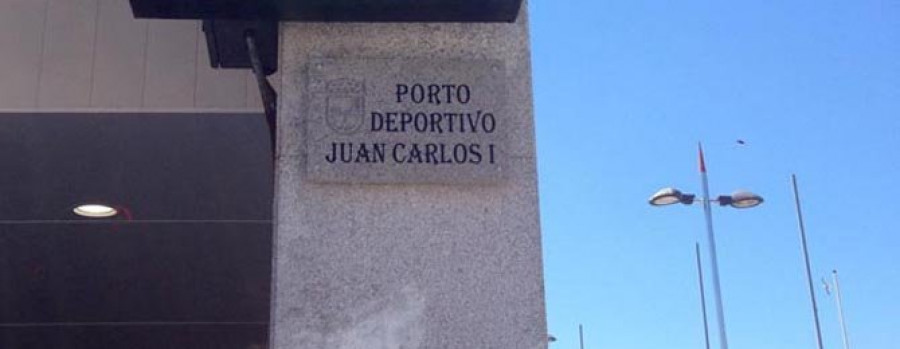 PORTO
DEPORTIVO
JUAN CARLOS I